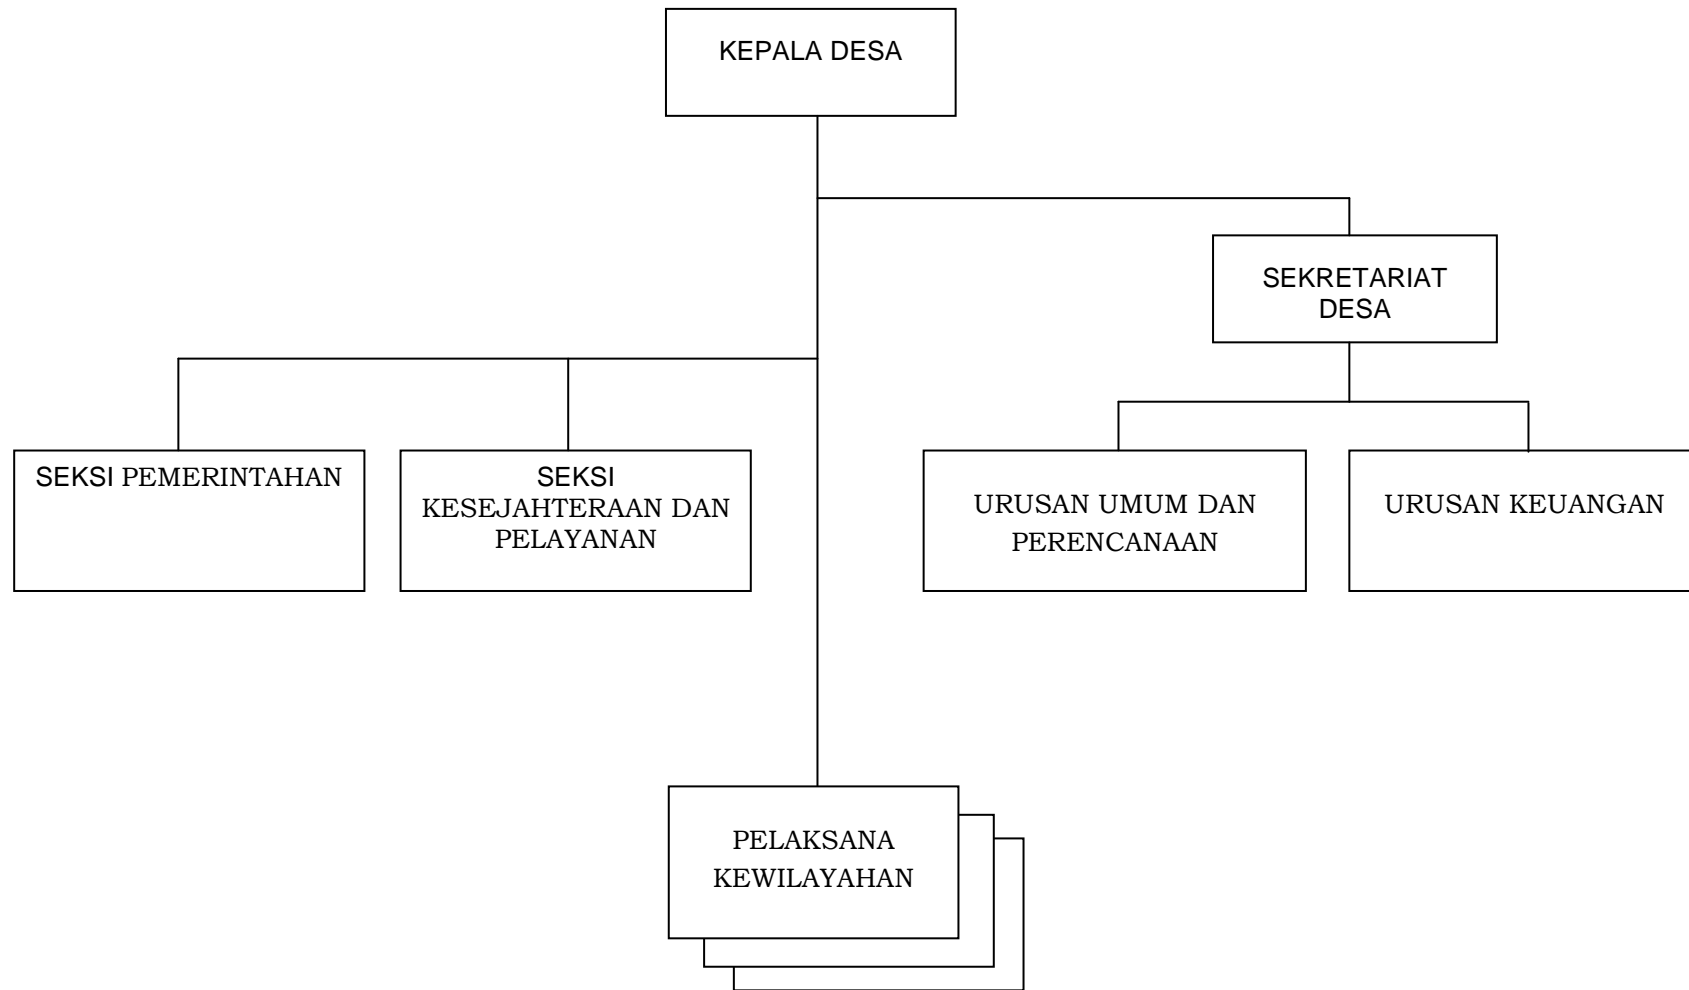 KEPALA DESA
SEKRETARIAT
DESA
SEKSI PEMERINTAHAN
SEKSI
KESEJAHTERAAN DAN
PELAYANAN
URUSAN UMUM DAN
PERENCANAAN
URUSAN KEUANGAN
PELAKSANA
KEWILAYAHAN